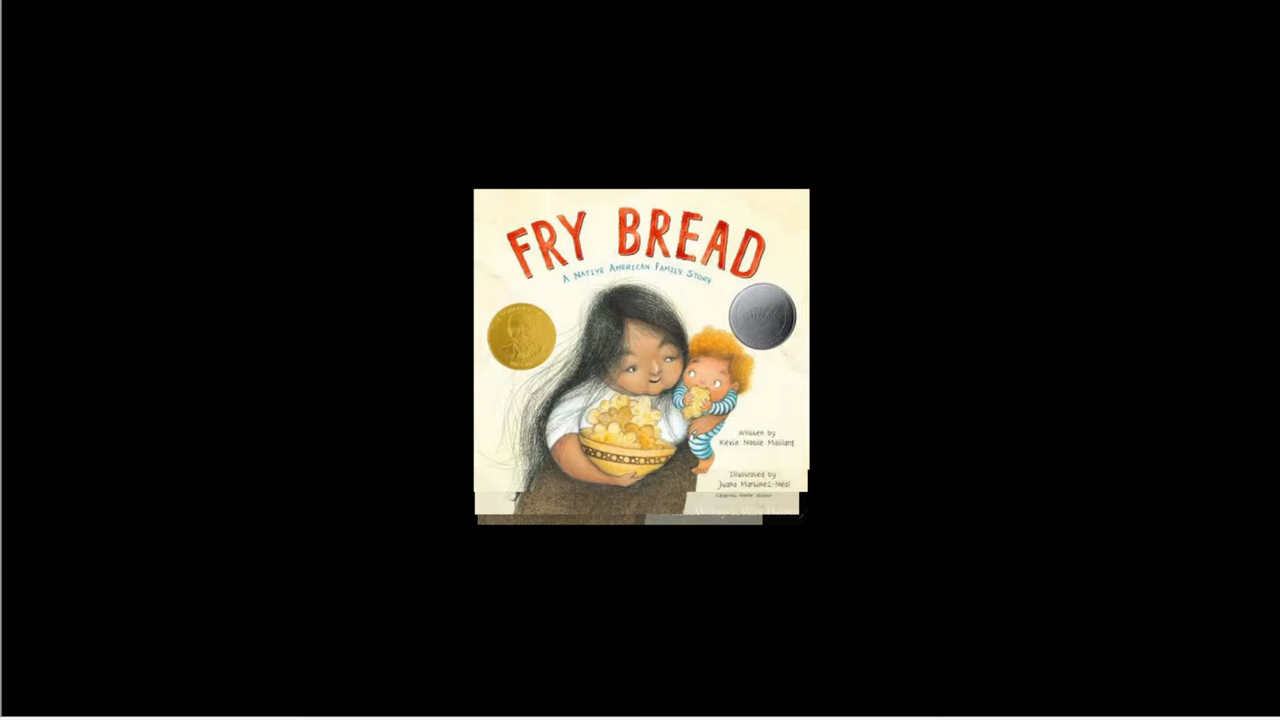 FRY BREAD
A NATIVE AMERICAN FAMILY STORY
Written by
Kevin Noble Maillard
Illustrated by
Juana Martinez-Neal